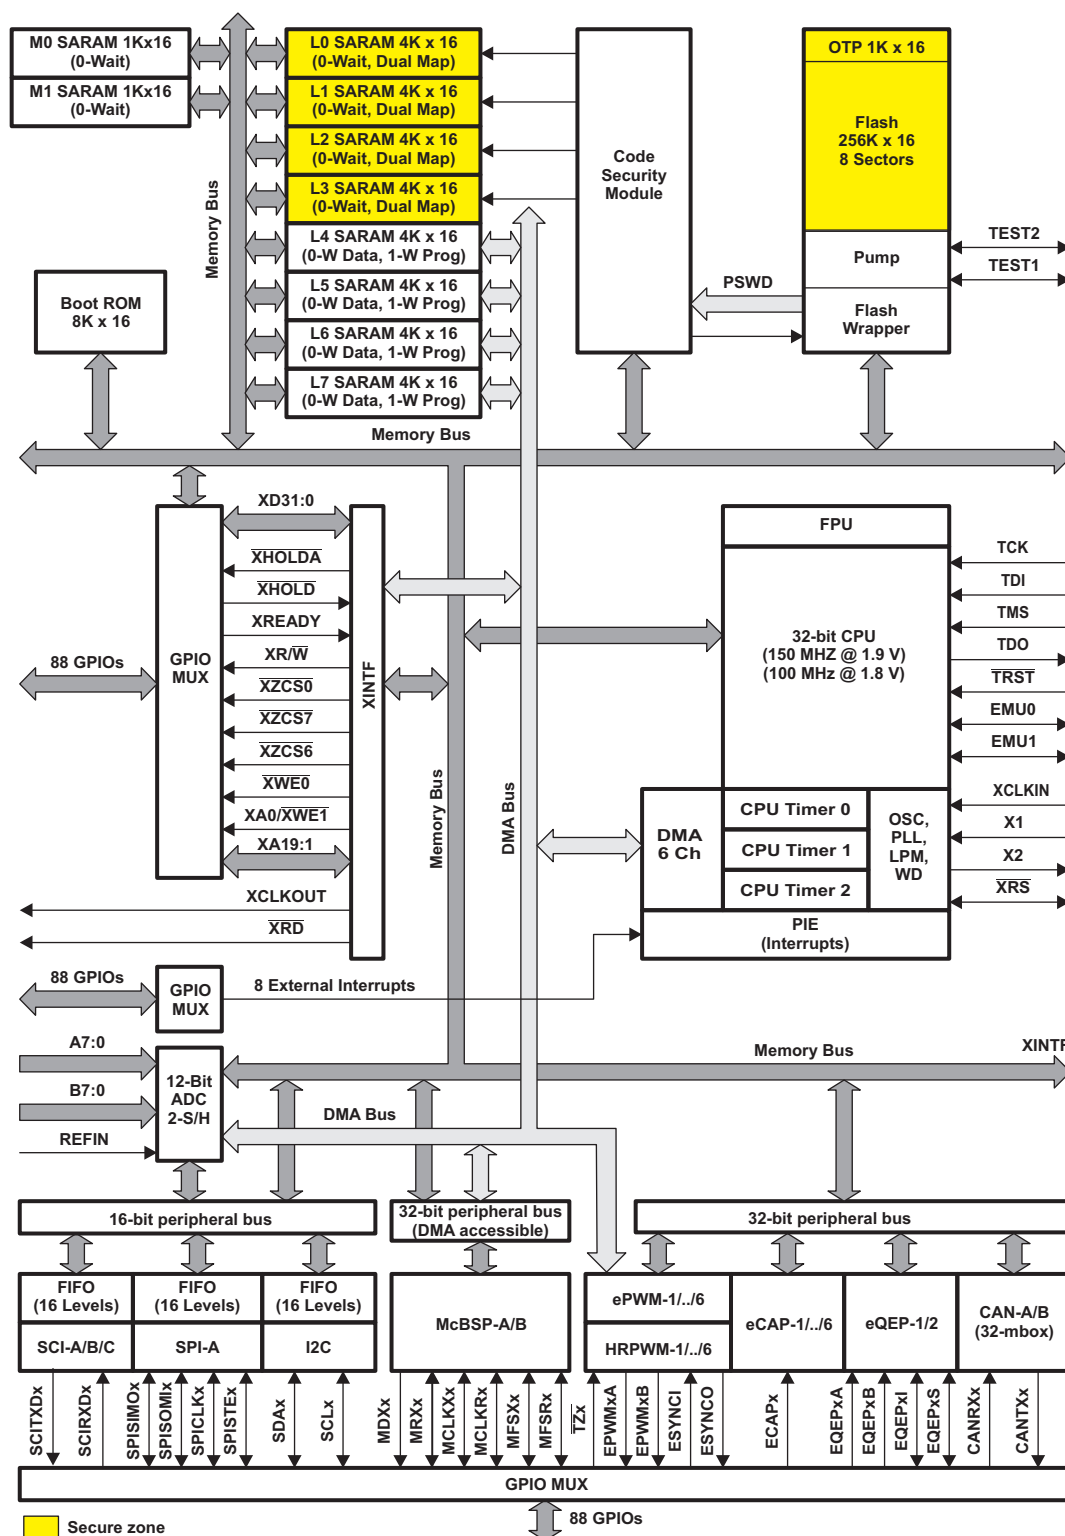 M0 SARAM 1Kx16
(0-Wait)
M1 SARAM 1Kx16
(0-Wait)
L0 SARAM 4K x 16
(0-Wait, Dual Map)
L1 SARAM 4K x 16
(0-Wait, Dual Map)
L2 SARAM 4K x 16
(0-Wait, Dual Map)
L3 SARAM 4K x 16
(0-Wait, Dual Map)
L4 SARAM 4K x 16
(0-W Data, 1-W Prog)
L5 SARAM 4K x 16
(0-W Data, 1-W Prog)
L6 SARAM 4K x 16
(0-W Data, 1-W Prog)
L7 SARAM 4K x 16
(0-W Data, 1-W Prog)
Memory Bus
Boot ROM
8K x 16
Code
Security
Module
OTP 1K x 16
Flash
256K x 16
8 Sectors
Pump
Flash
Wrapper
PSWD
TEST2
TEST1
Memory Bus
XD31:0
XHOLDA
XHOLD
XREADY
XR/W
XZCS0
XZCS7
XZCS6
XWE0
XA0/XWE1
XA19:1
XCLKOUT
XRD
88 GPIOs
GPIO
MUX
XINTF
Memory Bus
DMA Bus
FPU
32-bit CPU
(150 MHZ @ 1.9 V)
(100 MHz @ 1.8 V)
DMA
6 Ch
CPU Timer 0
CPU Timer 1
CPU Timer 2
OSC,
PLL,
LPM,
WD
PIE
(Interrupts)
TCK
TDI
TMS
TDO
TRST
EMU0
EMU1
XCLKIN
X1
X2
XRS
88 GPIOs
GPIO
MUX
8 External Interrupts
A7:0
B7:0
REFIN
12-Bit
ADC
2-S/H
Memory Bus
XINTF
DMA Bus
16-bit peripheral bus
32-bit peripheral bus
(DMA accessible)
32-bit peripheral bus
FIFO
(16 Levels)
FIFO
(16 Levels)
FIFO
(16 Levels)
SCI-A/B/C
SPI-A
I2C
McBSP-A/B
ePWM-1/../6
HRPWM-1/../6
eCAP-1/../6
eQEP-1/2
CAN-A/B
(32-mbox)
SCITXDx
SCIRXDx
SPISIMOx
SPISOMIx
SPICLKx
SPISTEx
SDAx
SCLx
MDXx
MRXx
MCLKXx
MCLKRx
MFSXx
MFSRx
TZx
EPWMxA
EPWMxB
ESYNCI
ESYNCO
ECAPx
EQEPxA
EQEPxB
EQEPxI
EQEPxS
CANRXx
CANTXx
GPIO MUX
88 GPIOs
Secure zone